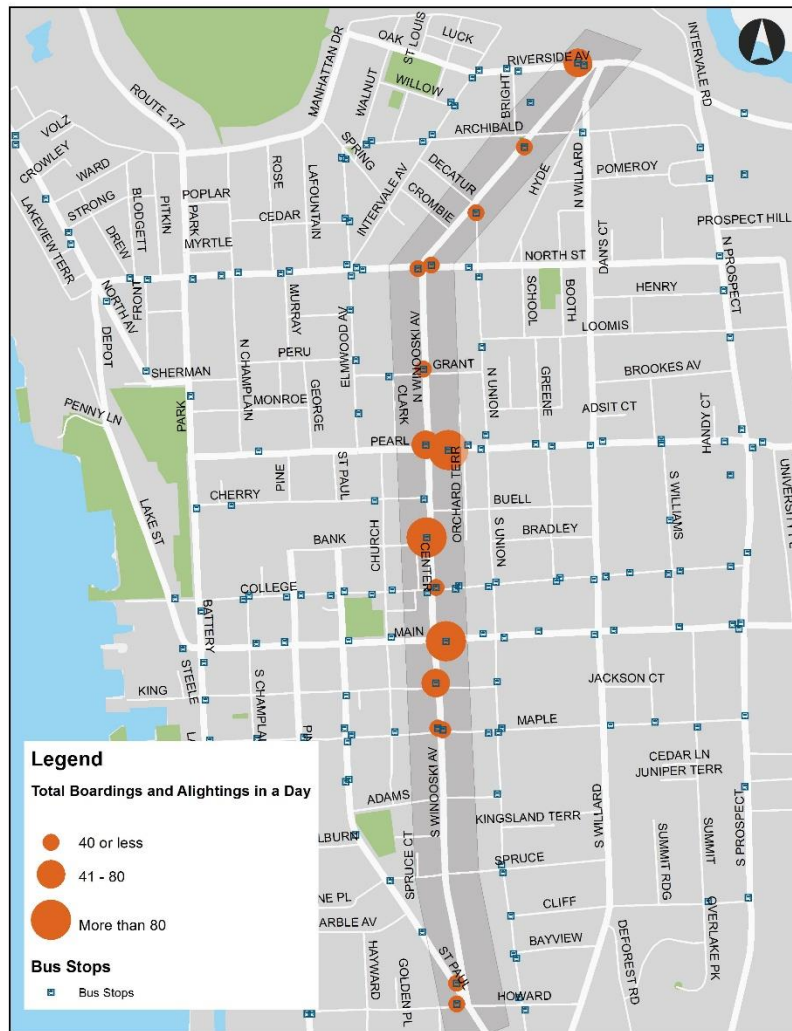 OAK
ST LOUIS
LUCK
RIVERSIDE AV
INTERVALE RD
MANHATTAN DR
ROUTE 127
WALNUT
WILLOW
BRIGHT
ARCHIBALD
VOLZ
CROWLEY
WARD
SPRING
DECATUR
HYDE
N WILLARD
POMEROY
STRONG
BLODGETT
PITKIN
POPLAR
ROSE
LAFOUNTAIN
INTERVALE AV
CROMBIE
LAKEVIEW TERR
DREW
PARK
CEDAR
MYRTLE
DAN'S CT
PROSPECT HILL
N PROSPECT
NORTH ST
NORTH AV
FRONT
MURRAY
ELMWOOD AV
N WINOOSKI AV
SCHOOL
BOOTH
HENRY
LOOMIS
DEPOT
SHERMAN
N CHAMPLAIN
PERU
GRANT
N UNION
GREENE
BROOKES AV
PENNY LN
PARK
MONROE
GEORGE
CLARK
ADSIT CT
HANDY CT
PEARL
ORCHARD TERR
LAKE ST
PINE
ST PAUL
CHERRY
BUELL
S WILLIAMS
UNIVERSITY PL
CHURCH
BANK
CENTER
S UNION
BRADLEY
COLLEGE
BATTERY
MAIN
STEELE
KING
S CHAMPLAIN
JACKSON CT
MAPLE
CEDAR LN
JUNIPER TERR
S WINOOSKI AV
ADAMS
KINGSLAND TERR
S WILLARD
S PROSPECT
SPRUCE CT
SPRUCE
SUMMIT RDG
SUMMIT
CLIFF
OVERLAKE PK
HAYWARD
GOLDEN PL
ST PAUL
BAYVIEW
DEFOREST RD
HOWARD
Legend
Total Boardings and Alightings in a Day
40 or less
41 - 80
More than 80
Bus Stops
Bus Stops